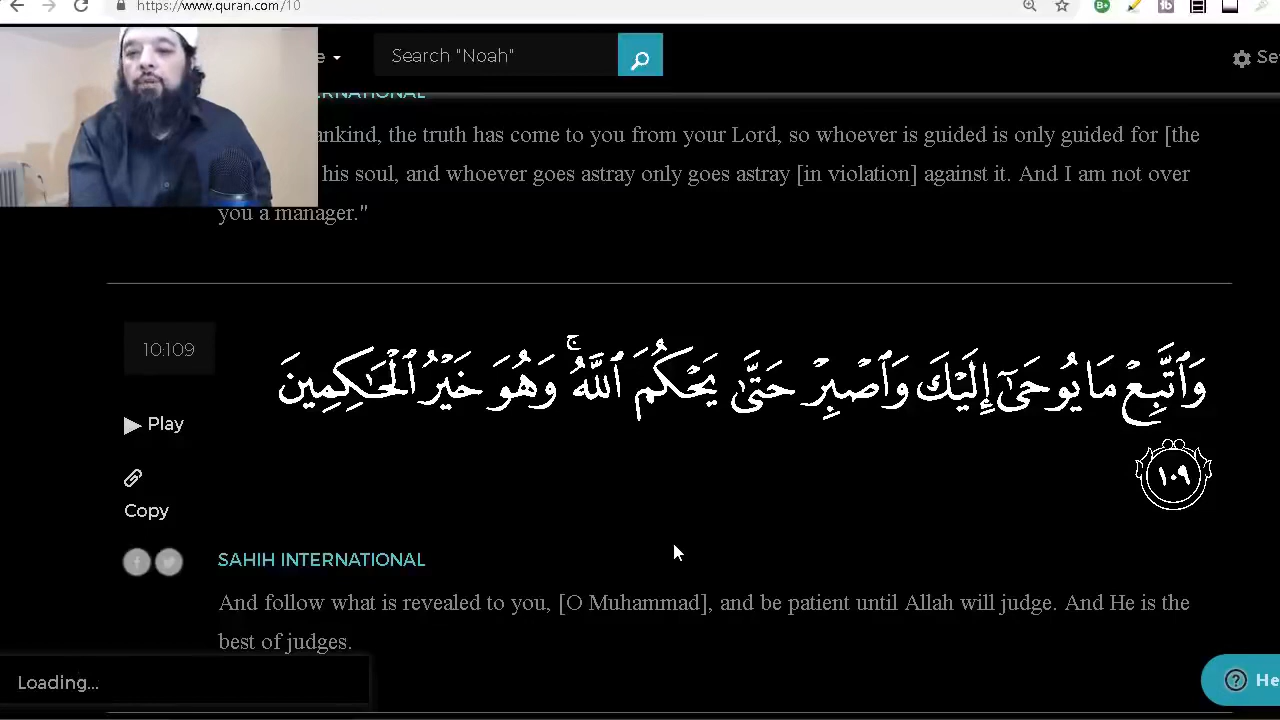 https://www.quran.com/10
Search "Noah"
the truth has come to you from your Lord, so whoever is guided is only guided for [the
his soul, and whoever goes astray only goes astray [in violation] against it. And I am not over
you a manager."
10:109
وَٱتَّبِعْ مَا يُوحَىٰٓ إِلَيْكَ وَٱصْبِرْ حَتَّىٰ يَحْكُمَ ٱللَّهُ ۚ وَهُوَ خَيْرُ ٱلْحَـٰكِمِينَ
١٠٩
Play
Copy
SAHIH INTERNATIONAL
And follow what is revealed to you, [O Muhammad], and be patient until Allah will judge. And He is the
best of judges.
Loading...